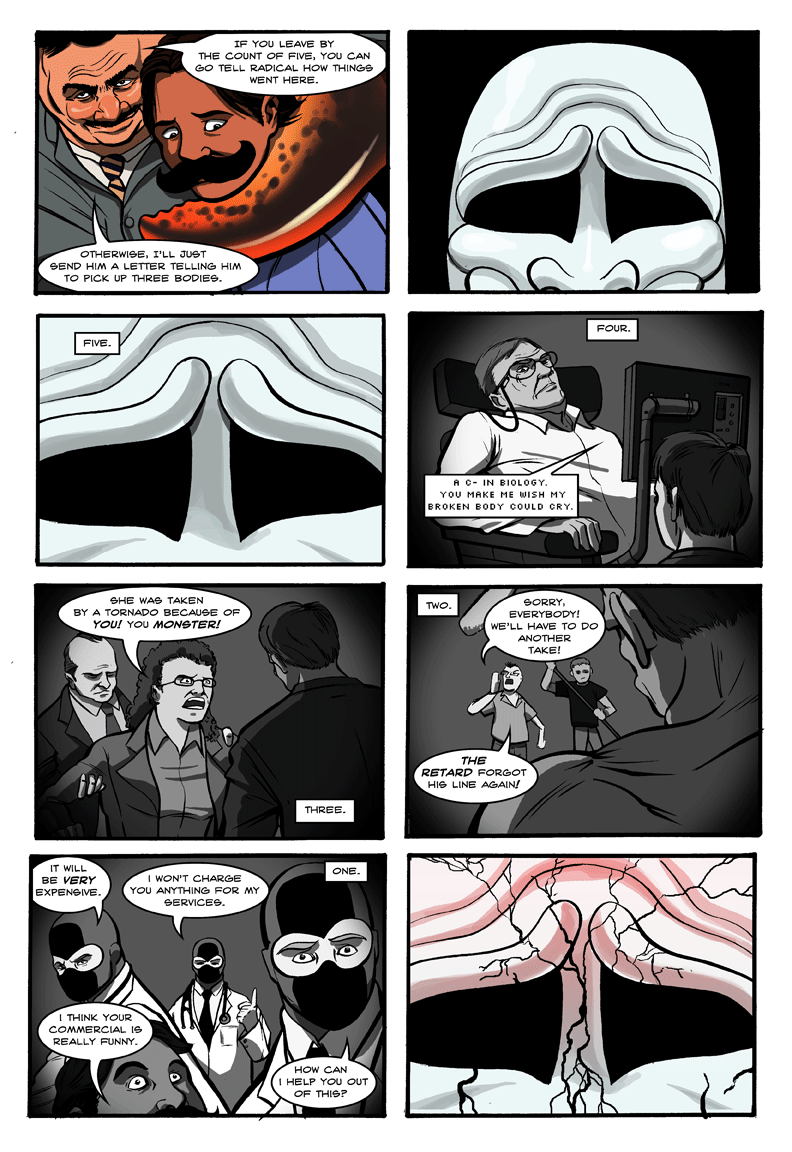 IF YOU LEAVE BY
THE COUNT OF FIVE, YOU CAN
GO TELL RADICAL HOW THINGS
WENT HERE.
OTHERWISE, I'LL JUST
SEND HIM A LETTER TELLING HIM
TO PICK UP THREE BODIES.
FIVE.
FOUR.
A C- IN BIOLOGY.
YOU MAKE ME WISH MY
BROKEN BODY COULD CRY.
SHE WAS TAKEN
BY A TORNADO BECAUSE OF
YOU! YOU MONSTER!
THREE.
TWO.
SORRY,
EVERYBODY!
WE'LL HAVE TO DO
ANOTHER
TAKE!
THE
RETARD FORGOT
HIS LINE AGAIN!
IT WILL
BE VERY
EXPENSIVE.
I WON'T CHARGE
YOU ANYTHING FOR MY
SERVICES.
ONE.
I THINK YOUR
COMMERCIAL IS
REALLY FUNNY.
HOW CAN
I HELP YOU OUT
OF THIS?